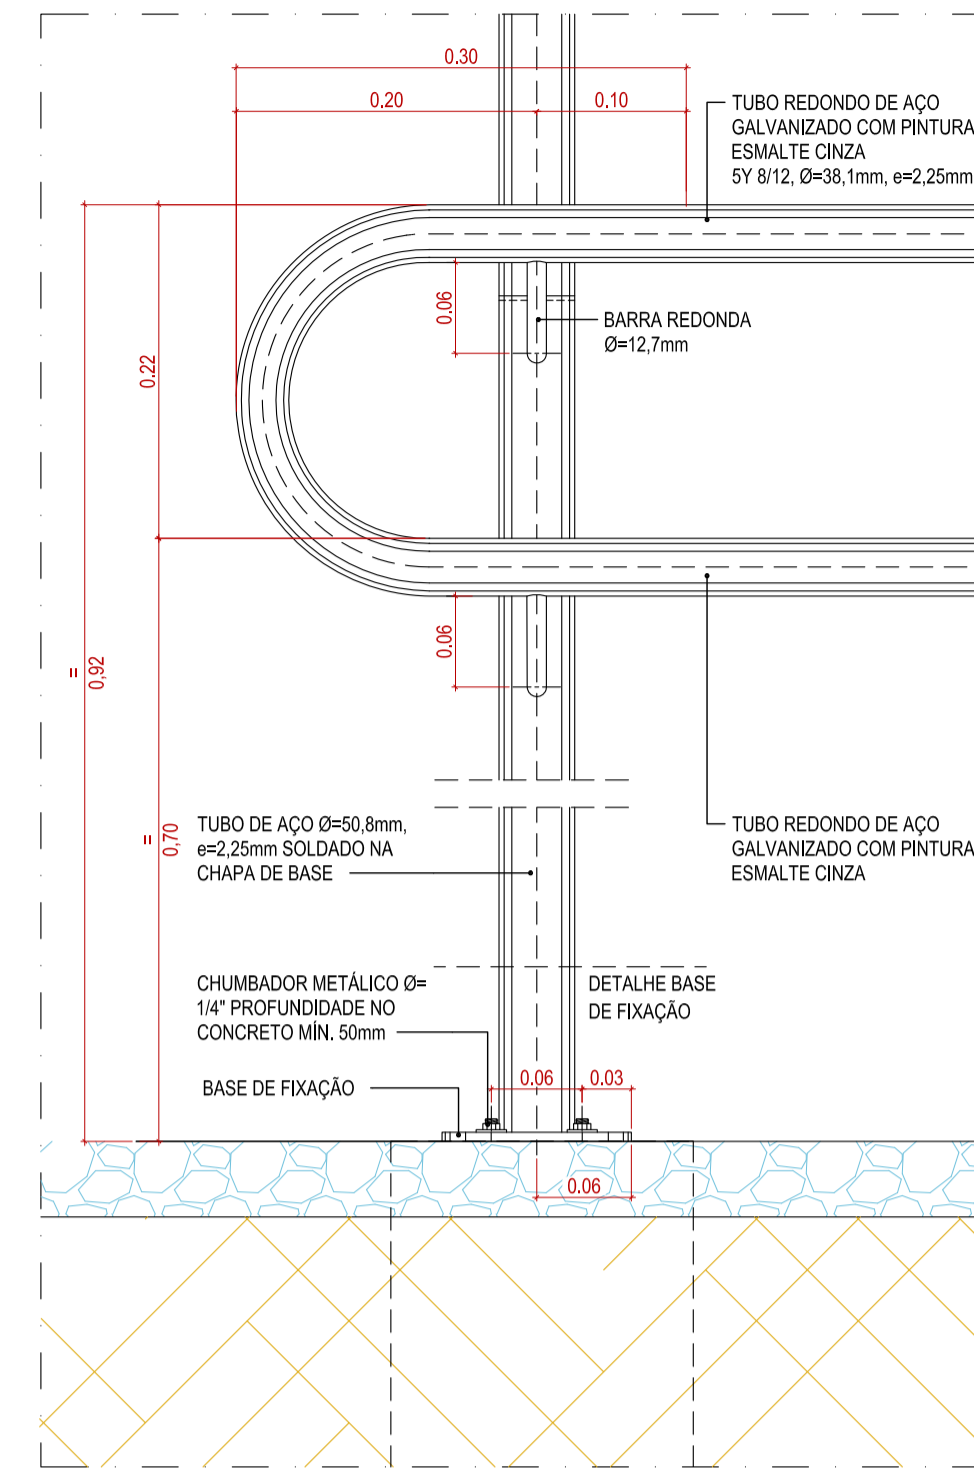 0.30
0.20
0.10
TUBO REDONDO DE AÇO
GALVANIZADO COM PINTURA
ESMALTE CINZA
5Y 8/12, Ø=38,1mm, e=2,25mm
0.06
BARRA REDONDA
Ø=12,7mm
0.22
0.06
=
0,92
=
0,70
TUBO DE AÇO Ø=50,8mm,
e=2,25mm SOLDADO NA
CHAPA DE BASE
TUBO REDONDO DE AÇO
GALVANIZADO COM PINTURA
ESMALTE CINZA
CHUMBADOR METÁLICO Ø=
1/4" PROFUNDIDADE NO
CONCRETO MÍN. 50mm
DETALHE BASE
DE FIXAÇÃO
BASE DE FIXAÇÃO
0.06
0.03
0.06